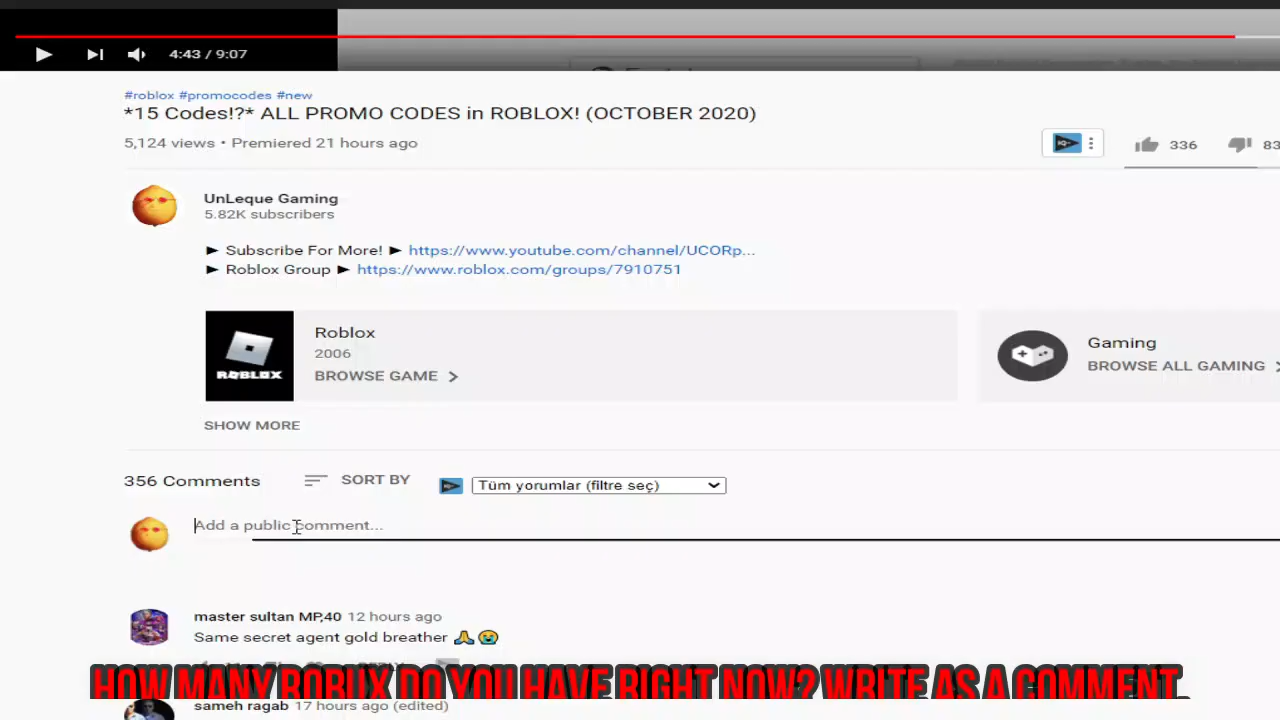 4:43 / 9:07
#roblox #promocodes #new
*15 Codes!?* ALL PROMO CODES in ROBLOX! (OCTOBER 2020)
5,124 views • Premiered 21 hours ago
336
83
UnLeque Gaming
5.82K subscribers
► Subscribe For More! ► https://www.youtube.com/channel/UCORp...
► Roblox Group ► https://www.roblox.com/groups/7910751
ROBLOX
Roblox
2006
BROWSE GAME
Gaming
BROWSE ALL GAMING
SHOW MORE
356 Comments
SORT BY
Tüm yorumlar (filtre seç)
Add a public comment...
master sultan MP,40 12 hours ago
Same secret agent gold breather 🙏😭
HOW MANY ROBUX DO YOU HAVE RIGHT NOW? WRITE AS A COMMENT.
sameh ragab 17 hours ago (edited)